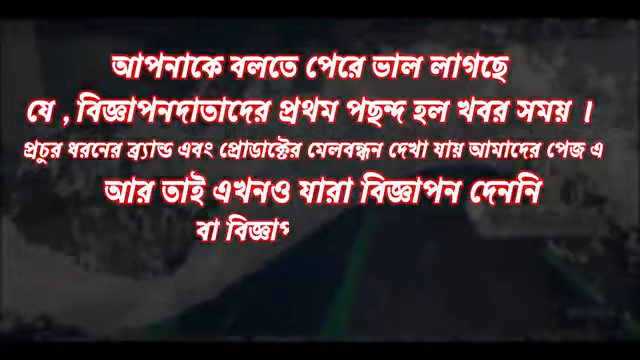 আপনাকে বলতে পেরে ভাল লাগছে
যে , বিজ্ঞাপনদাতাদের প্রথম পছন্দ হল খবর সময় ।
প্রচুর ধরনের ব্র্যান্ড এবং প্রোডাক্টের মেলবন্ধন দেখা যায় আমাদের পেজ এ
আর তাই এখনও যারা বিজ্ঞাপন দেননি
বা